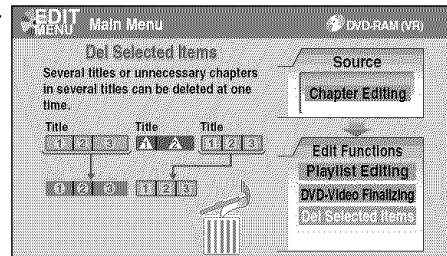 EDIT
MENU Main Menu
DVD-RAM (VR)
Del Selected Items
Several titles or unnecessary chapters
in several titles can be deleted at one
time.
Title Title Title
1 2 3 1 2 1 2 3
1 2 3 1 2 3
Source
Chapter Editing
Edit Functions
Playlist Editing
DVD-Video Finalizing
Del Selected Items